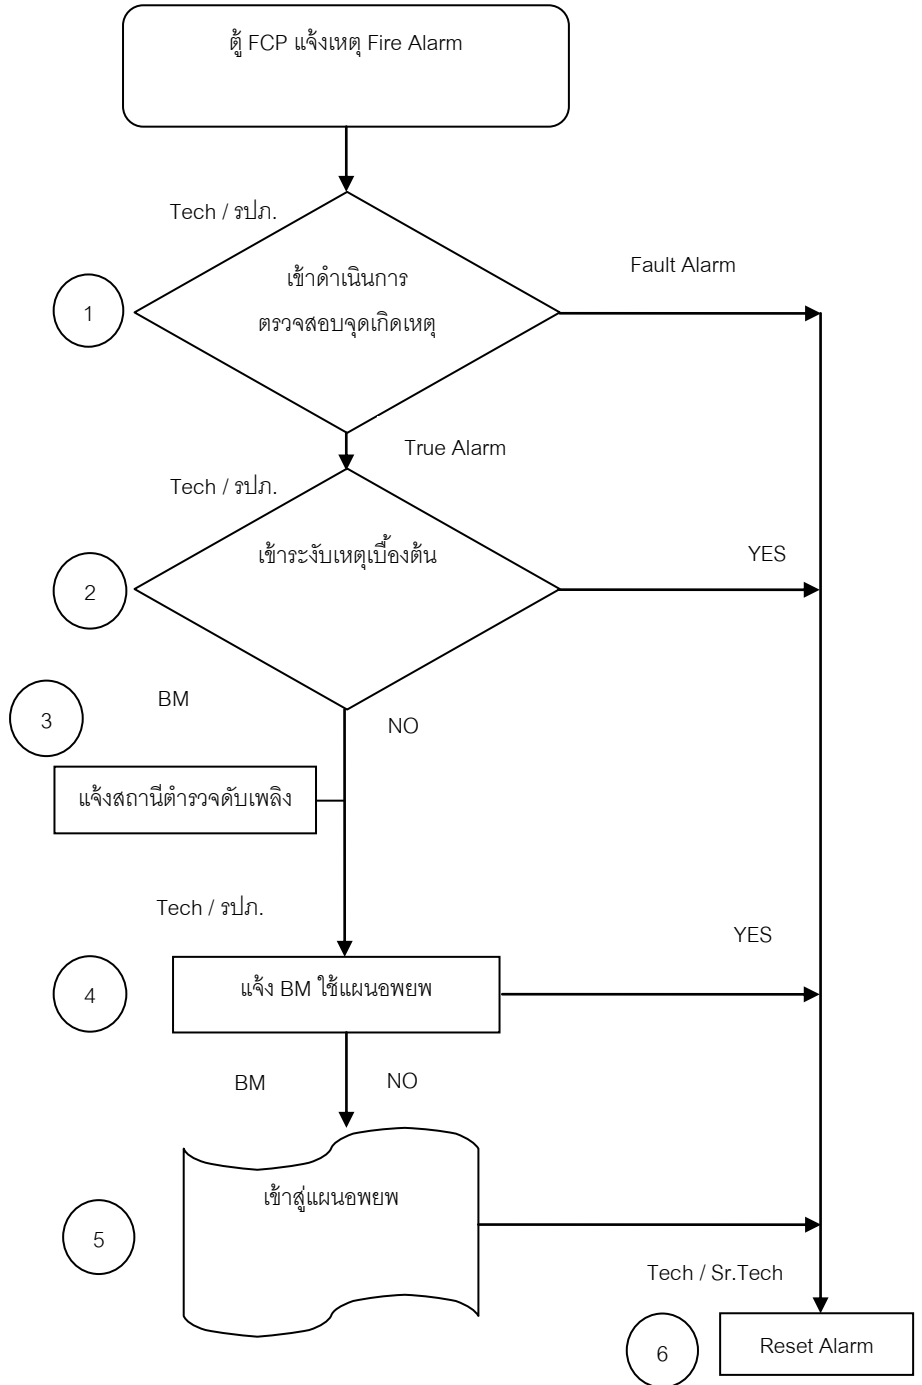 ตู้ FCP แจ้งเหตุ Fire Alarm
Tech / รปภ.
Fault Alarm
เข้าดำเนินการ
ตรวจสอบจุดเกิดเหตุ
1
True Alarm
Tech / รปภ.
เข้าระงับเหตุเบื้องต้น
YES
2
BM
3
NO
แจ้งสถานีตำรวจดับเพลิง
Tech / รปภ.
YES
แจ้ง BM ใช้แผนอพยพ
4
BM
NO
เข้าสู่แผนอพยพ
5
Tech / Sr.Tech
Reset Alarm
6